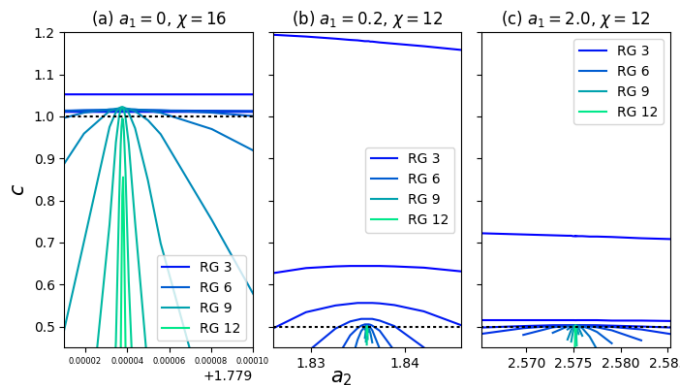 (a) a₁ = 0, χ = 16
(b) a₁ = 0.2, χ = 12
(c) a₁ = 2.0, χ = 12
1.2
1.1
1.0
0.9
0.8
0.7
0.6
0.5
c
RG 3
RG 6
RG 9
RG 12
RG 3
RG 6
RG 9
RG 12
RG 3
RG 6
RG 9
RG 12
0.00002 0.00004 0.00006 0.00008 0.00010
+1.779
1.83 1.84
2.570 2.575 2.580 2.585
a₂